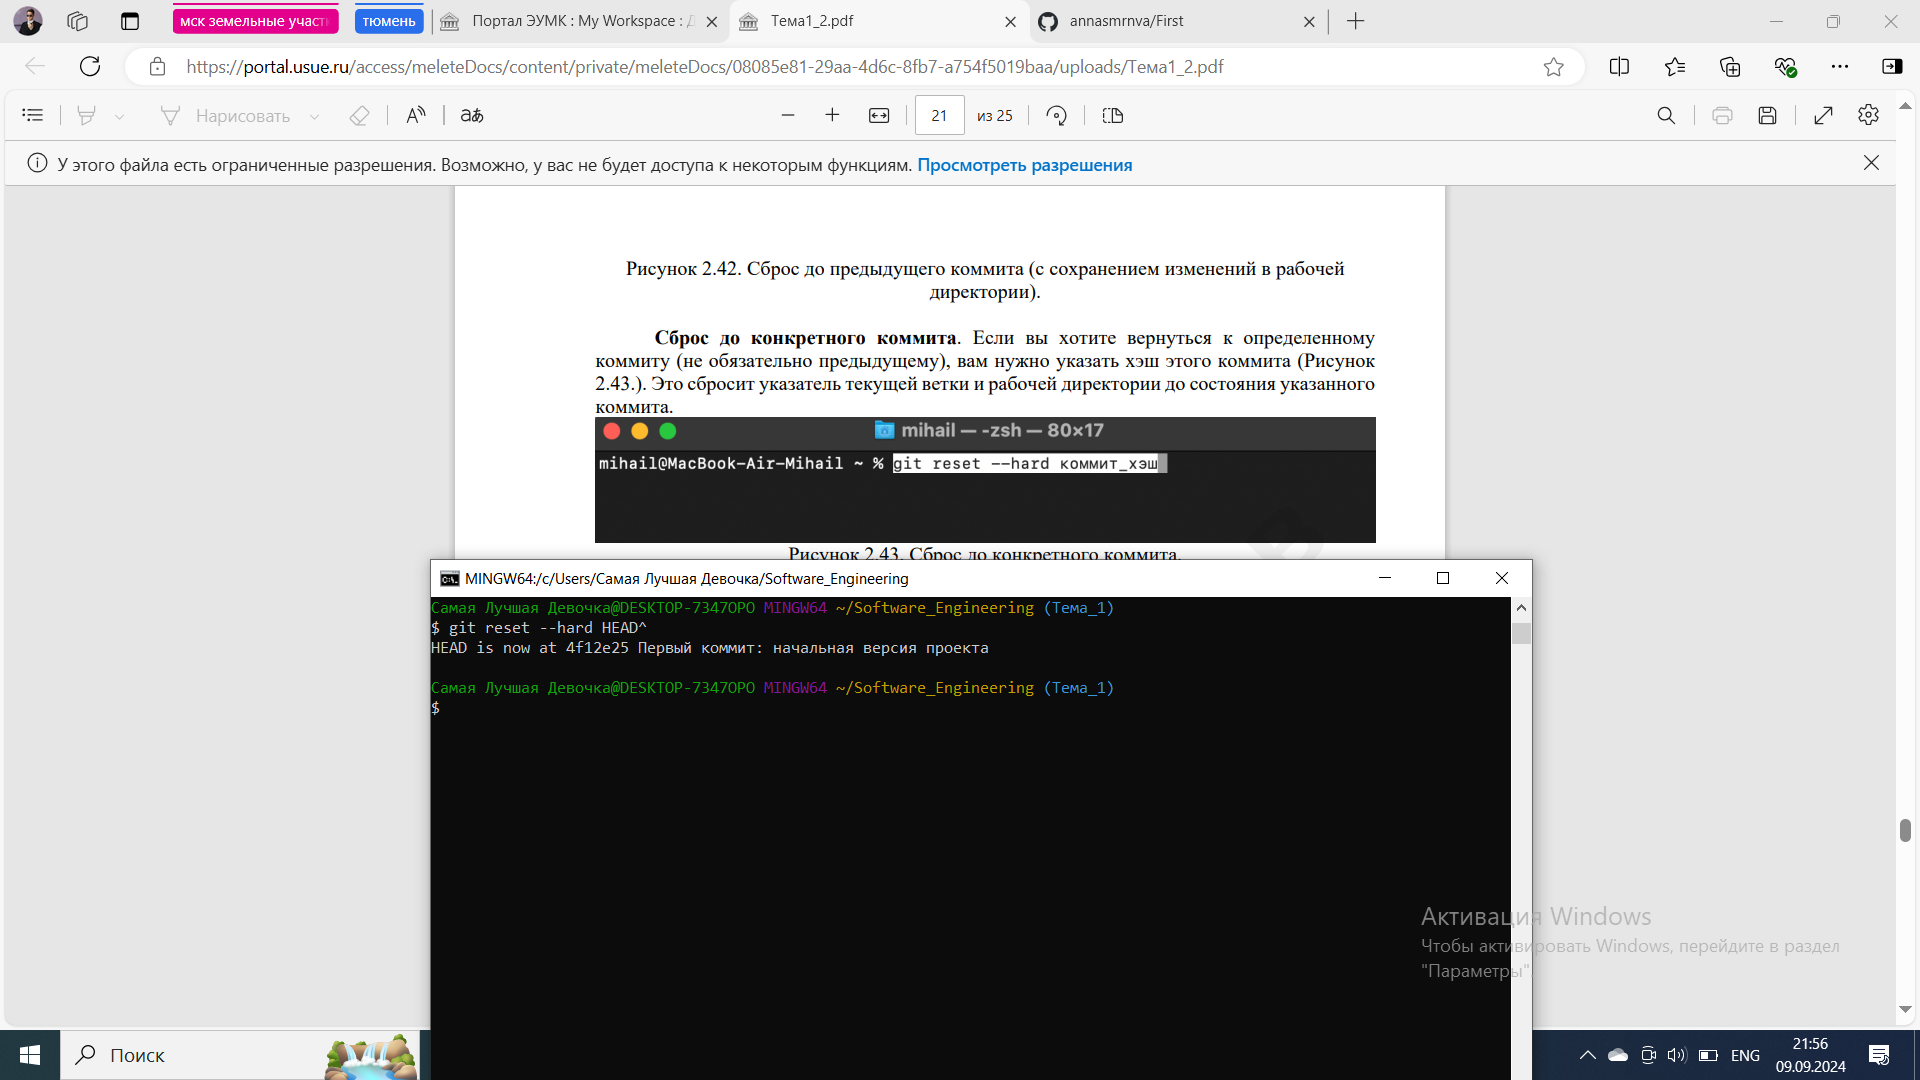 мск земельные участ
тюмень
Портал ЭУМК : My Workspace :
Тема1_2.pdf
annasmrnva/First
https://portal.usue.ru/access/meleteDocs/content/private/meleteDocs/08085e81-29aa-4d6c-8fb7-a754f5019baa/uploads/Тема1_2.pdf
Нарисовать
aあ
21
из 25
У этого файла есть ограниченные разрешения. Возможно, у вас не будет доступа к некоторым функциям. Просмотреть разрешения
Рисунок 2.42. Сброс до предыдущего коммита (с сохранением изменений в рабочей
директории).
Сброс до конкретного коммита. Если вы хотите вернуться к определенному
коммиту (не обязательно предыдущему), вам нужно указать хэш этого коммита (Рисунок
2.43.). Это сбросит указатель текущей ветки и рабочей директории до состояния указанного
коммита.
mihail — -zsh — 80×17
mihail@MacBook-Air-Mihail ~ % git reset --hard коммит_хэш
Рисунок 2.43. Сброс до конкретного коммита.
MINGW64:/c/Users/Самая Лучшая Девочка/Software_Engineering
Самая Лучшая Девочка@DESKTOP-7347OPO MINGW64 ~/Software_Engineering (Тема_1)
$ git reset --hard HEAD^
HEAD is now at 4f12e25 Первый коммит: начальная версия проекта
Самая Лучшая Девочка@DESKTOP-7347OPO MINGW64 ~/Software_Engineering (Тема_1)
$
Активация Windows
Чтобы активировать Windows, перейдите в раздел
"Параметры".
Поиск
ENG
21:56
09.09.2024